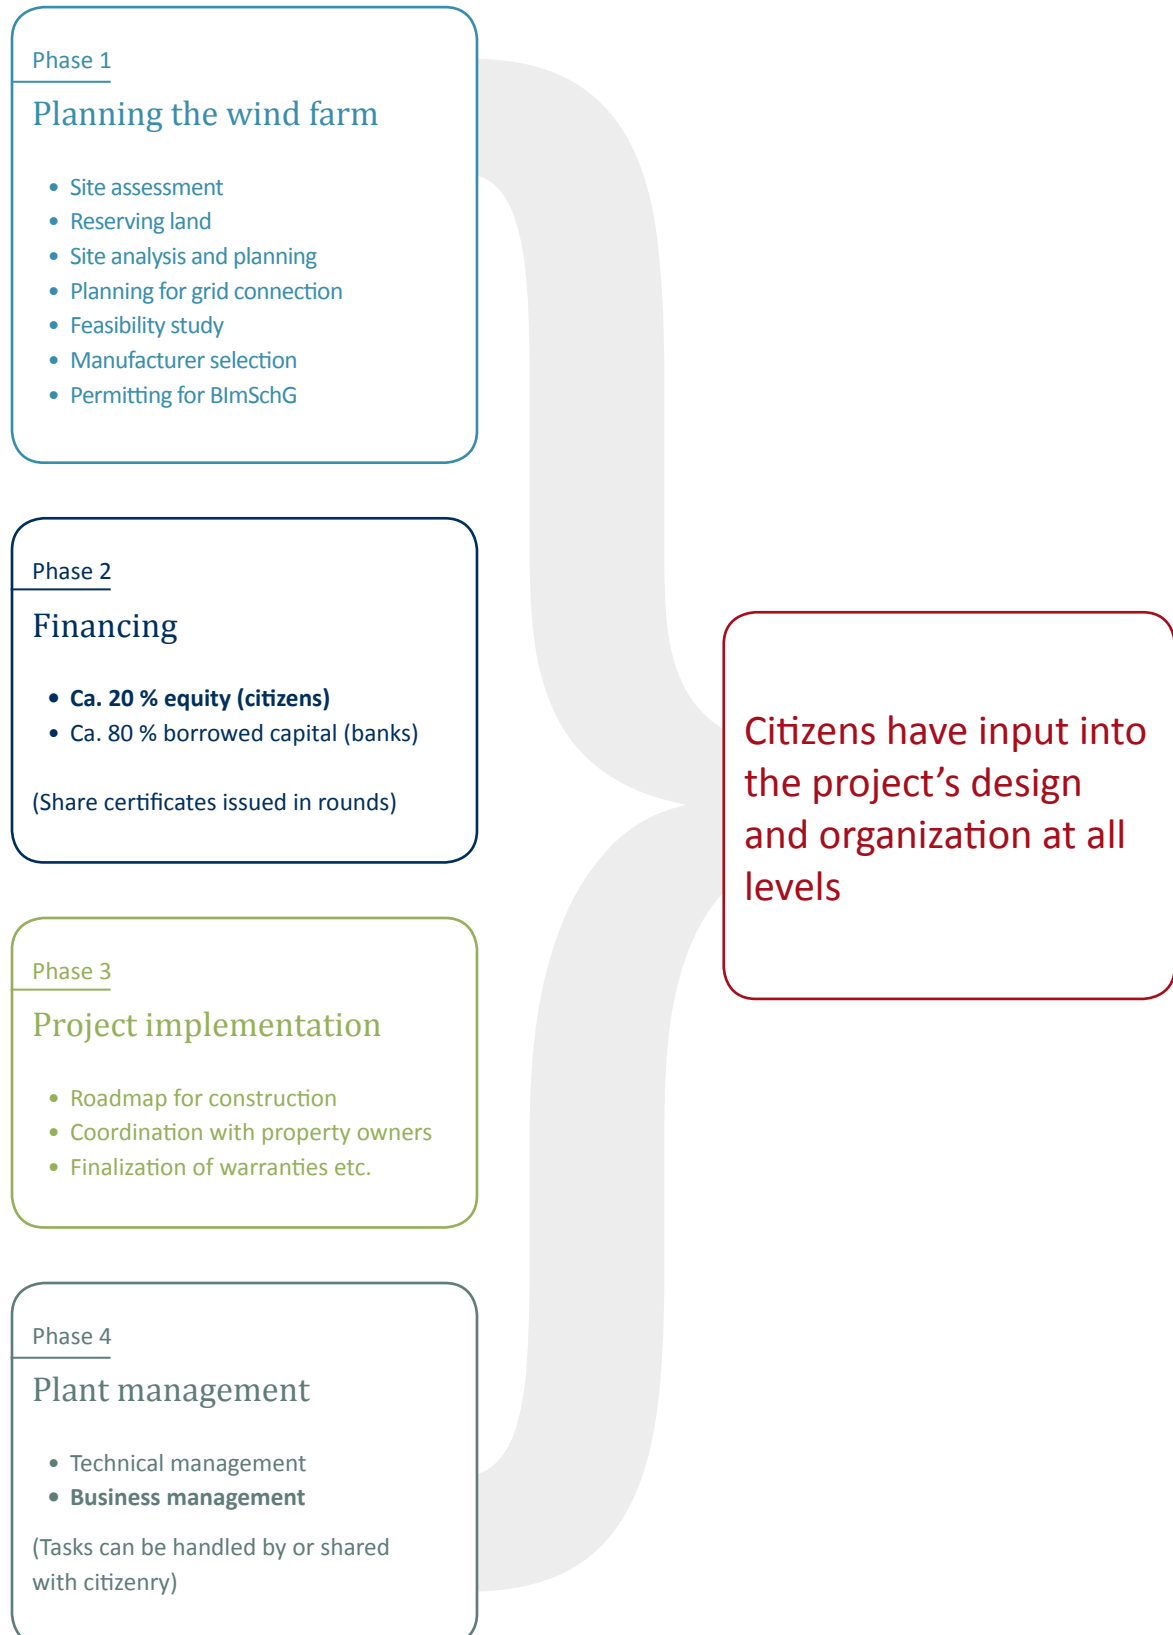 Phase 1
Planning the wind farm
• Site assessment
• Reserving land
• Site analysis and planning
• Planning for grid connection
• Feasibility study
• Manufacturer selection
• Permitting for BImSchG
Phase 2
Financing
• Ca. 20 % equity (citizens)
• Ca. 80 % borrowed capital (banks)
(Share certificates issued in rounds)
Phase 3
Project implementation
• Roadmap for construction
• Coordination with property owners
• Finalization of warranties etc.
Phase 4
Plant management
• Technical management
• Business management
(Tasks can be handled by or shared
with citizenry)
Citizens have input into
the project’s design
and organization at all
levels